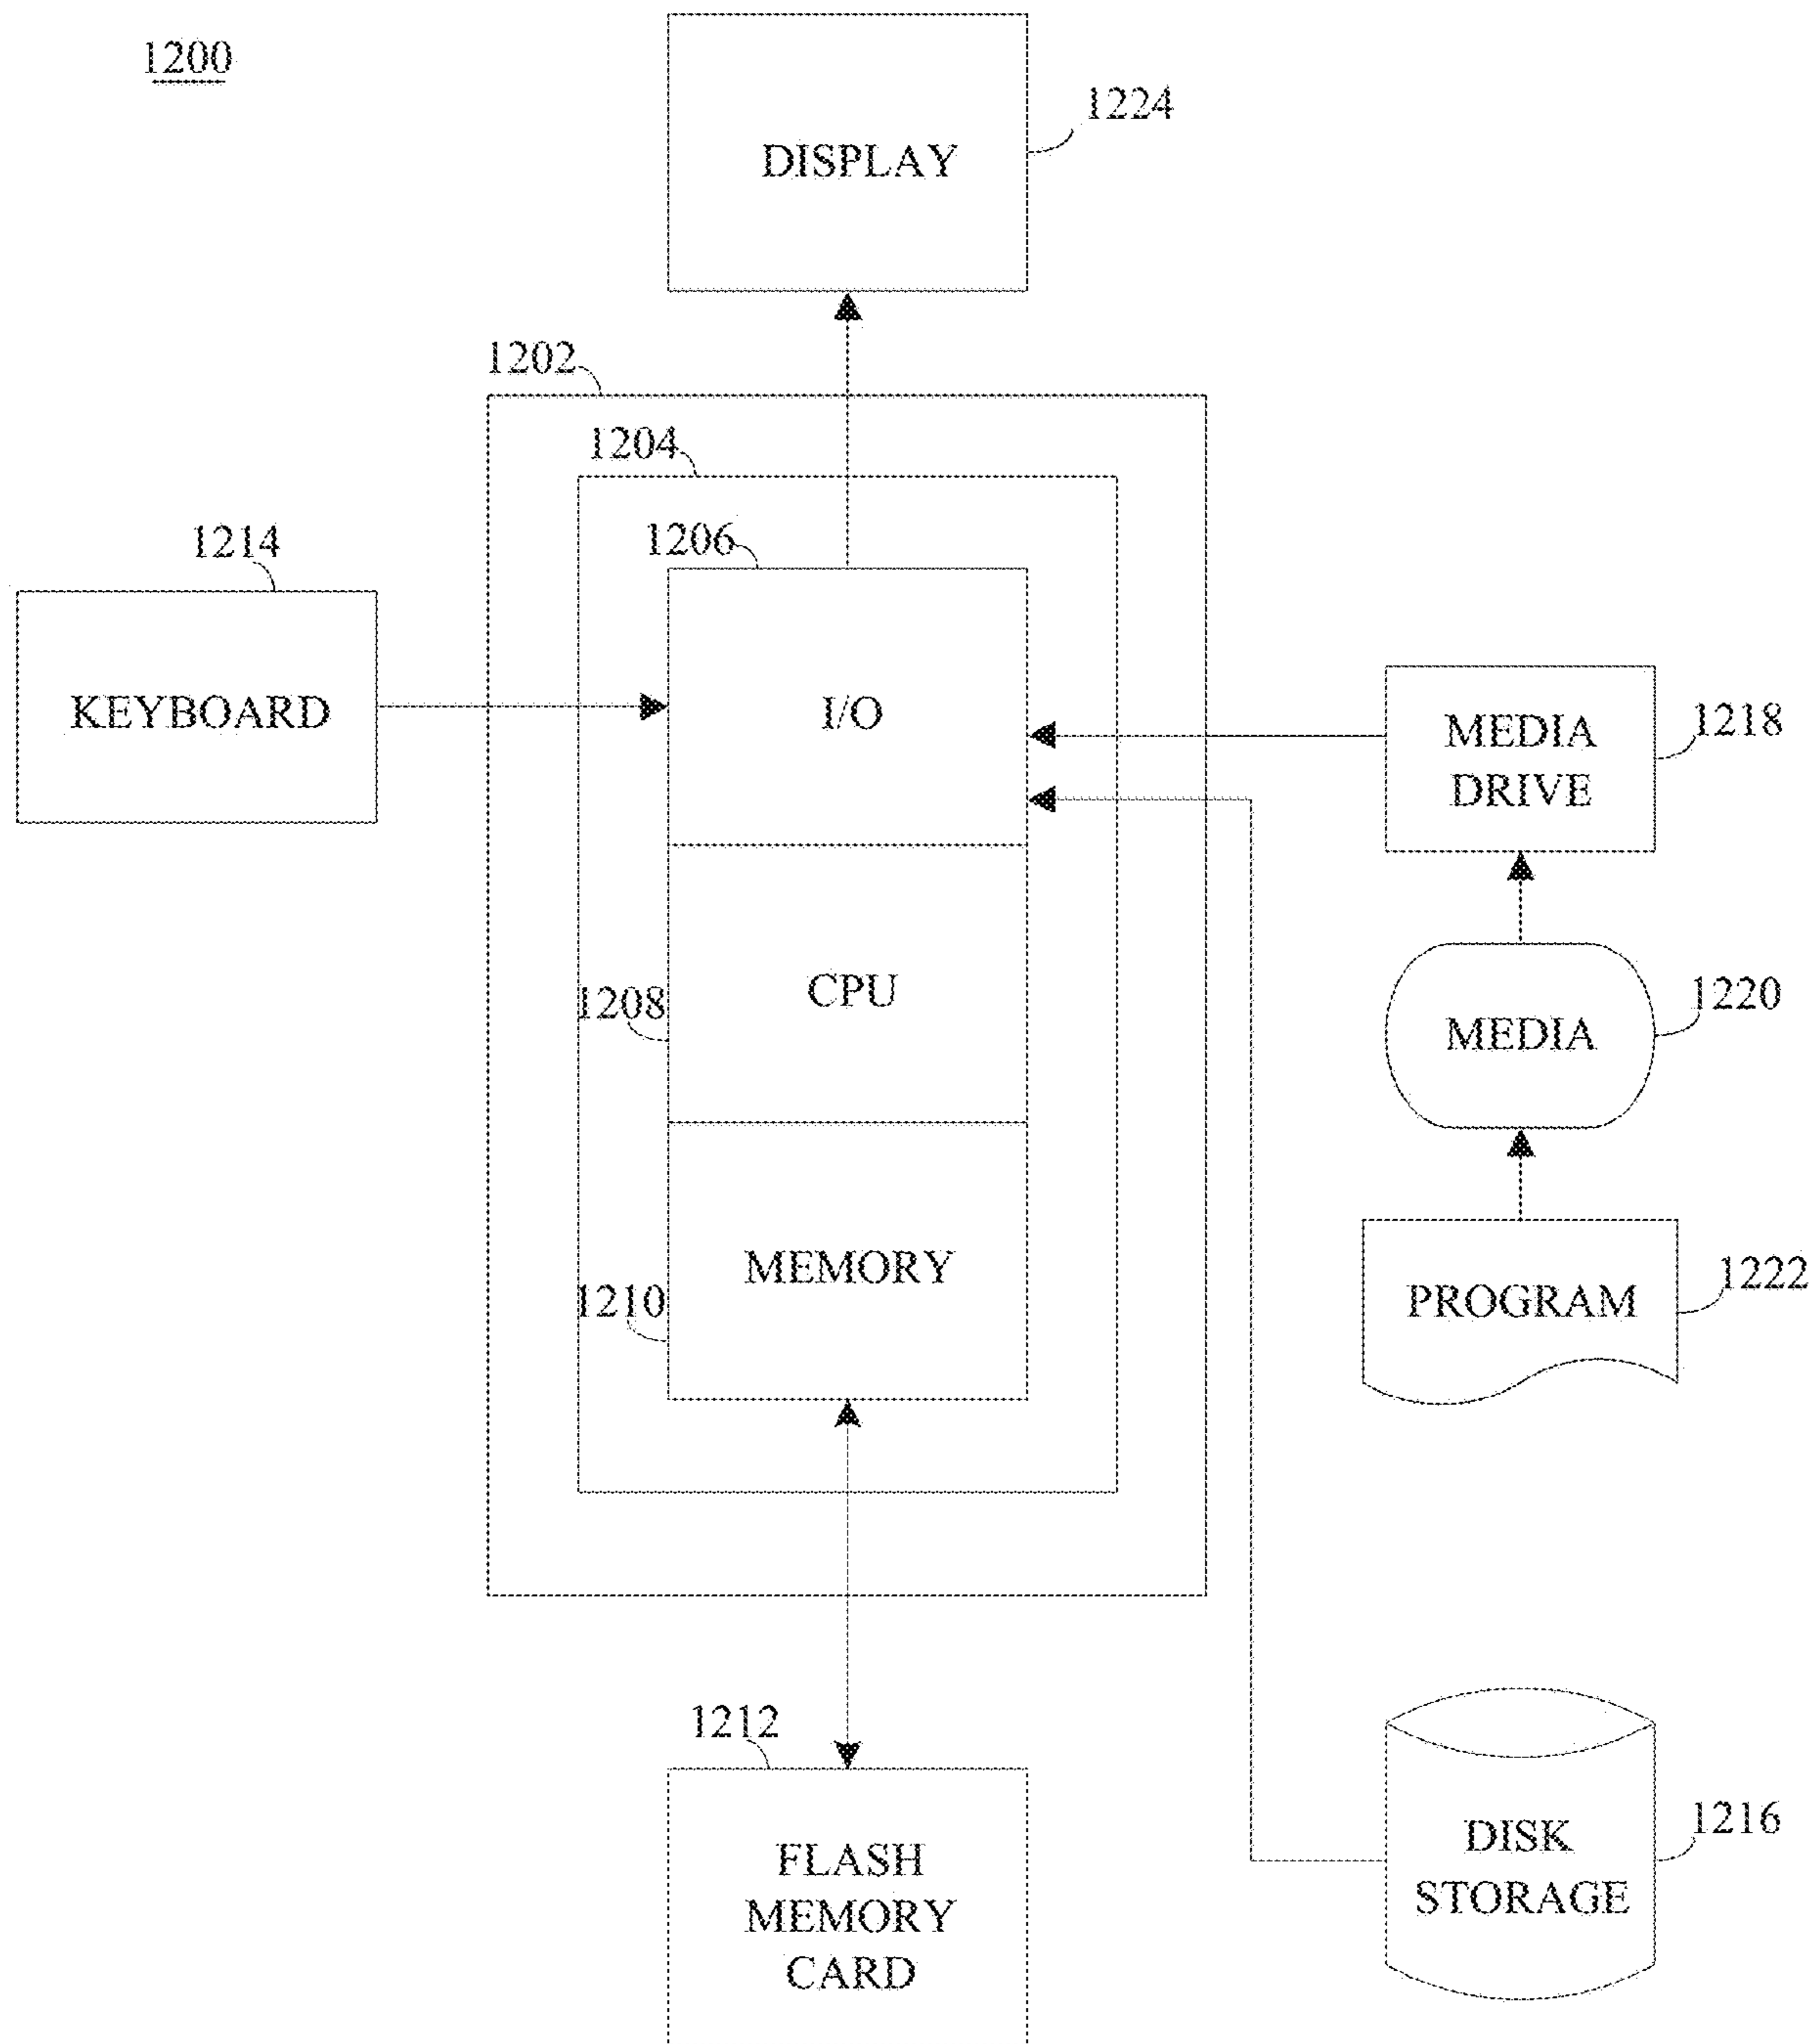 1200
DISPLAY
1224
1202
1204
1206
1214
KEYBOARD
I/O
MEDIA
DRIVE
1218
CPU
1208
MEDIA
1220
MEMORY
1210
PROGRAM
1222
1212
FLASH
MEMORY
CARD
DISK
STORAGE
1216